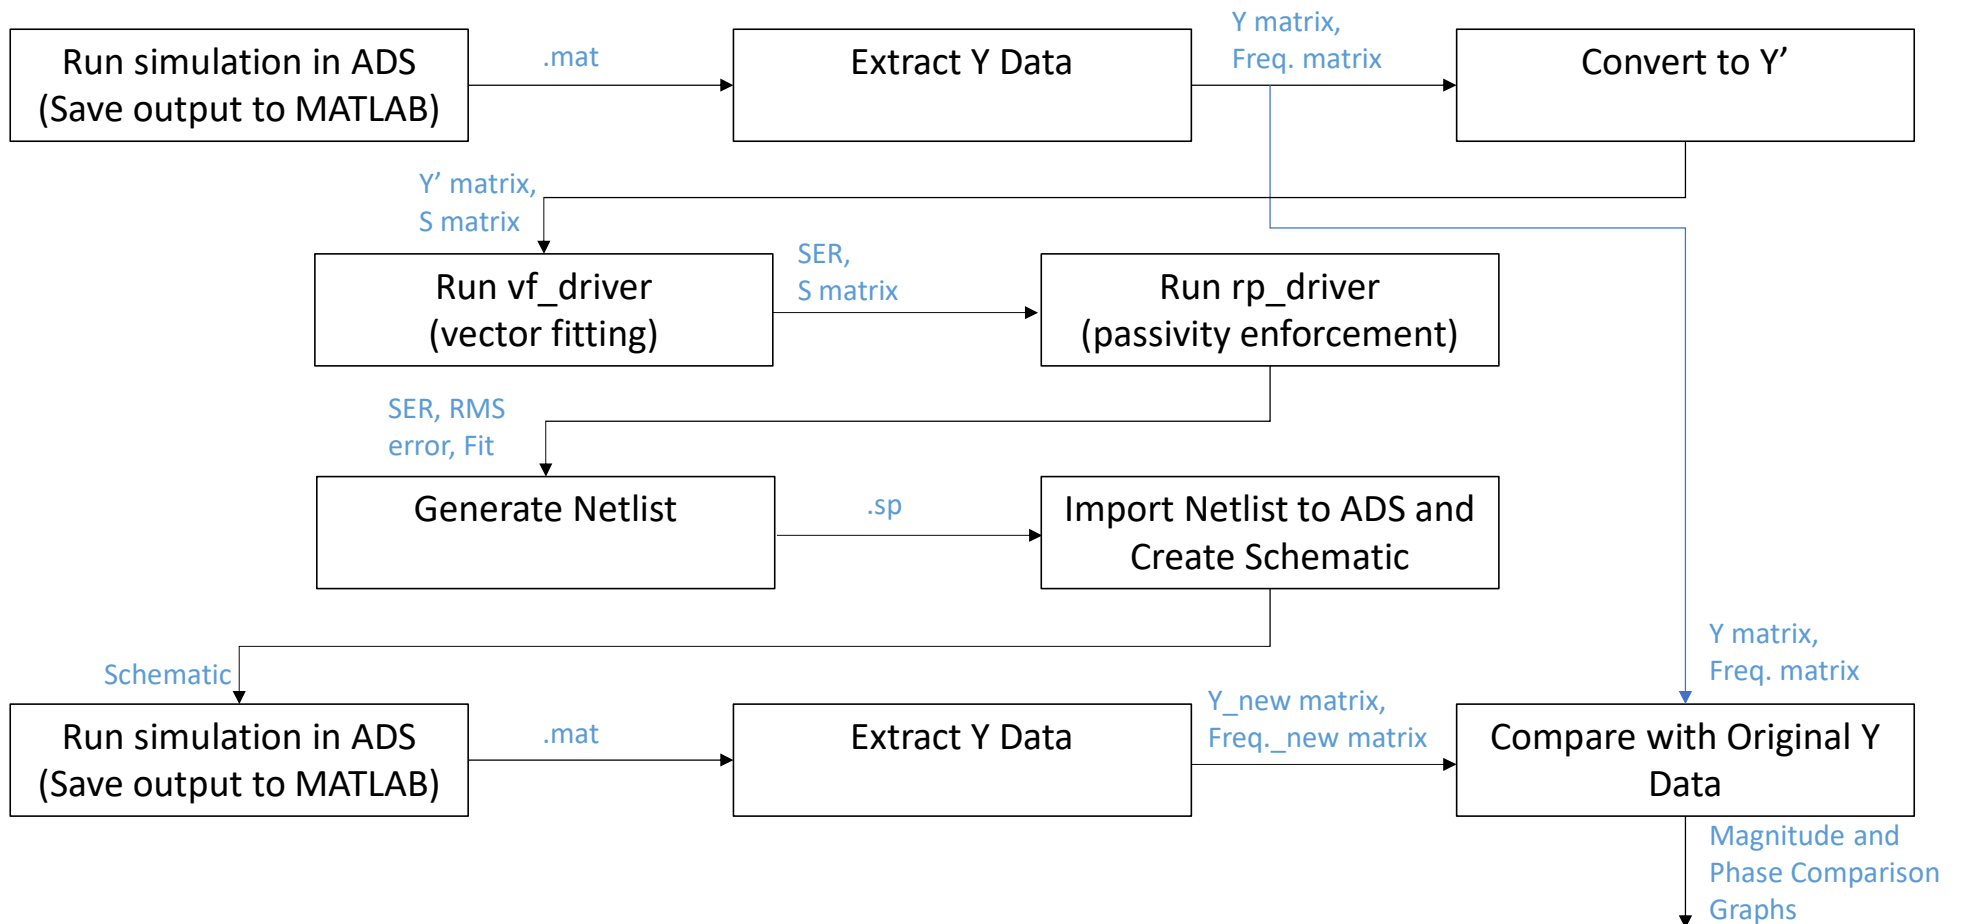 Run simulation in ADS
(Save output to MATLAB)
.mat
Extract Y Data
Y matrix,
Freq. matrix
Convert to Y’
Y’ matrix,
S matrix
Run vf_driver
(vector fitting)
SER,
S matrix
Run rp_driver
(passivity enforcement)
SER, RMS
error, Fit
Generate Netlist
.sp
Import Netlist to ADS and
Create Schematic
Schematic
Run simulation in ADS
(Save output to MATLAB)
.mat
Extract Y Data
Y_new matrix,
Freq._new matrix
Y matrix,
Freq. matrix
Compare with Original Y
Data
Magnitude and
Phase Comparison
Graphs